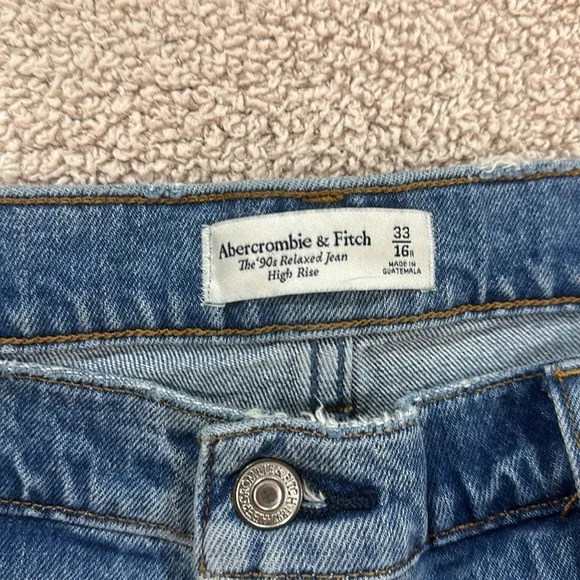 Abercrombie & Fitch
The '90s Relaxed Jean
High Rise
33
16R
MADE IN
GUATEMALA